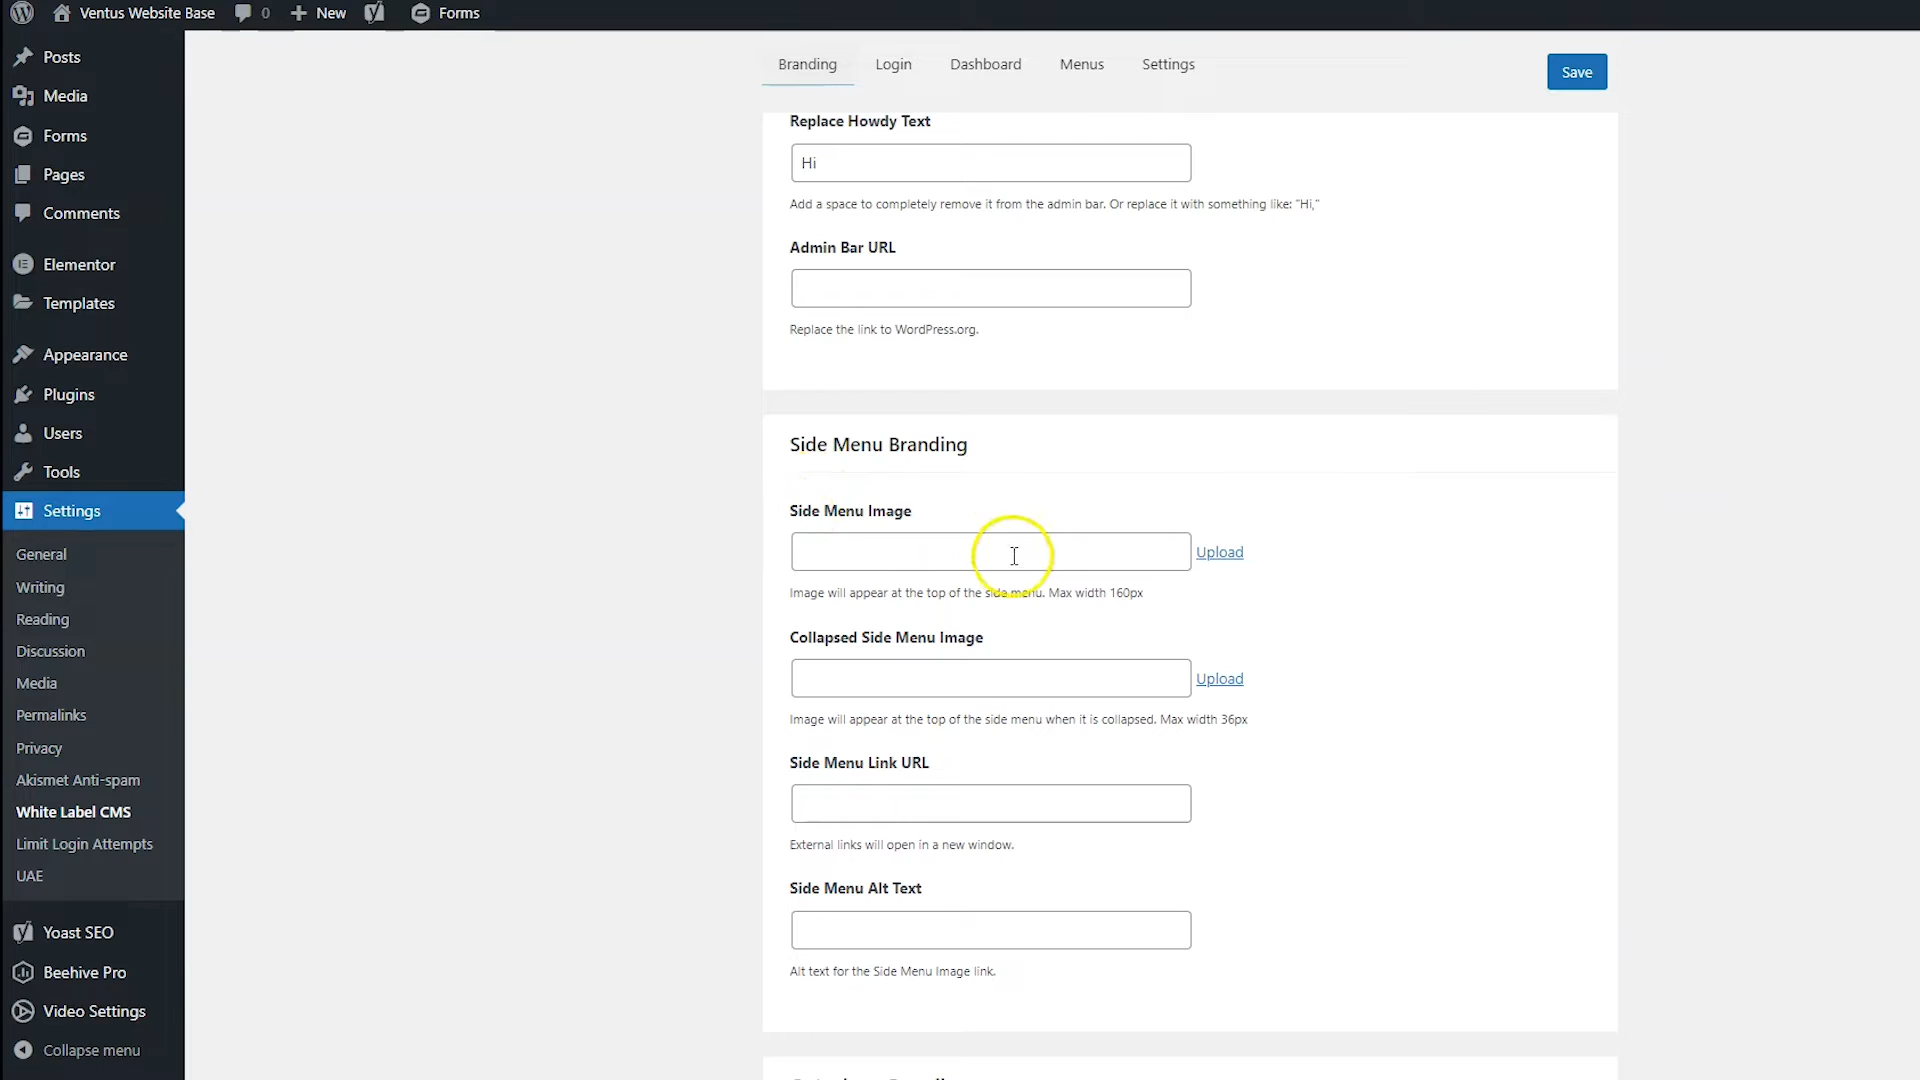 Ventus Website Base
0
New
Forms
Posts
Media
Forms
Pages
Comments
Elementor
Templates
Appearance
Plugins
Users
Tools
Settings
General
Writing
Reading
Discussion
Media
Permalinks
Privacy
Akismet Anti-spam
White Label CMS
Limit Login Attempts
UAE
Yoast SEO
Beehive Pro
Video Settings
Collapse menu
Branding
Login
Dashboard
Menus
Settings
Save
Replace Howdy Text
Hi
Add a space to completely remove it from the admin bar. Or replace it with something like: "Hi,"
Admin Bar URL
Replace the link to WordPress.org.
Side Menu Branding
Side Menu Image
Upload
Image will appear at the top of the side menu. Max width 160px
Collapsed Side Menu Image
Upload
Image will appear at the top of the side menu when it is collapsed. Max width 36px
Side Menu Link URL
External links will open in a new window.
Side Menu Alt Text
Alt text for the Side Menu Image link.